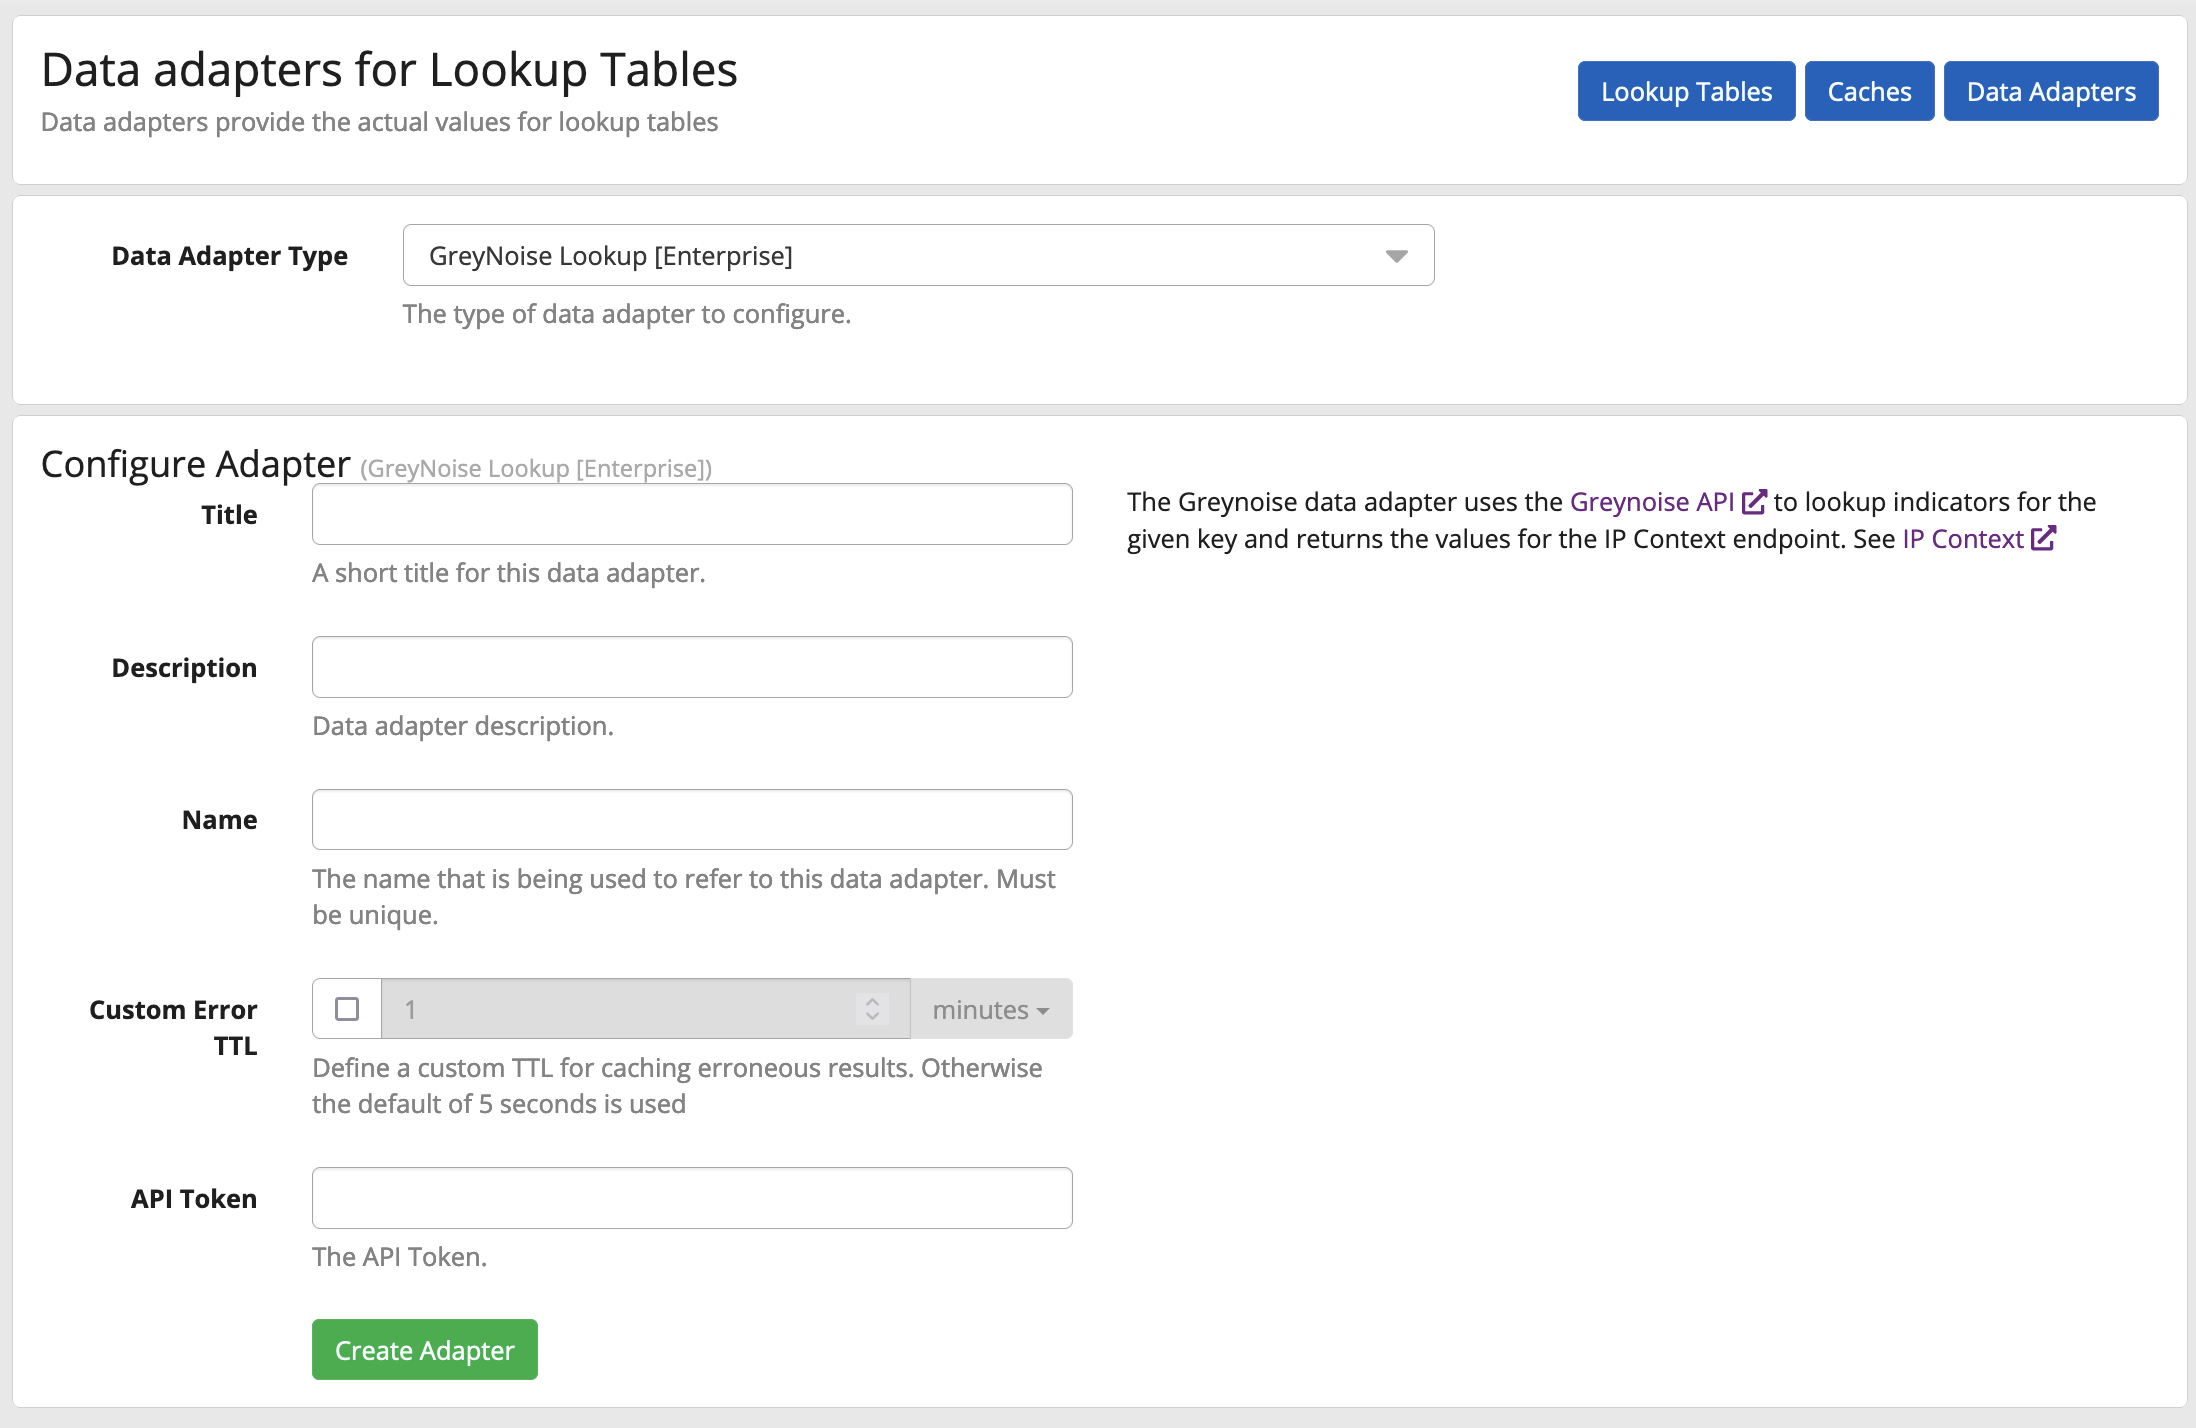 Data adapters for Lookup Tables
Data adapters provide the actual values for lookup tables
Lookup Tables
Caches
Data Adapters
Data Adapter Type
GreyNoise Lookup [Enterprise]
The type of data adapter to configure.
Configure Adapter (GreyNoise Lookup [Enterprise])
Title
A short title for this data adapter.
Description
Data adapter description.
Name
The name that is being used to refer to this data adapter. Must
be unique.
Custom Error
TTL
1
minutes
Define a custom TTL for caching erroneous results. Otherwise
the default of 5 seconds is used
API Token
The API Token.
Create Adapter
The Greynoise data adapter uses the Greynoise API to lookup indicators for the
given key and returns the values for the IP Context endpoint. See IP Context